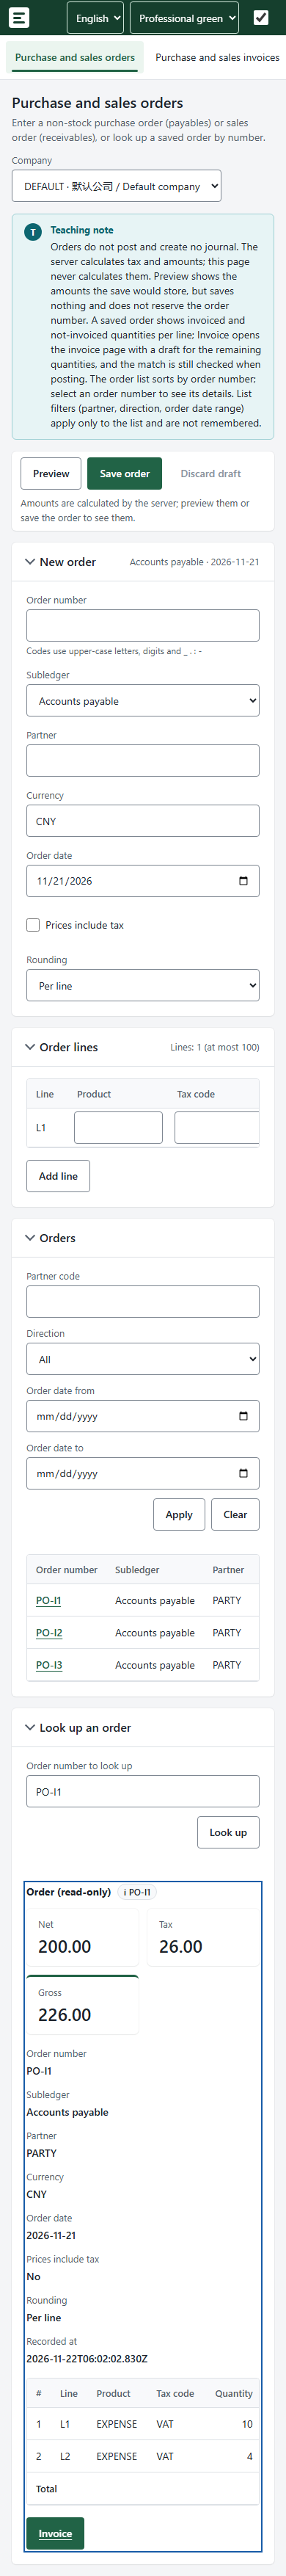 English
Professional green
Purchase and sales orders
Purchase and sales invoices
Purchase and sales orders
Enter a non-stock purchase order (payables) or sales
order (receivables), or look up a saved order by number.
Company
DEFAULT · 默认公司 / Default company
T
Teaching note
Orders do not post and create no journal. The
server calculates tax and amounts; this page
never calculates them. Preview shows the
amounts the save would store, but saves
nothing and does not reserve the order
number. A saved order shows invoiced and
not-invoiced quantities per line; Invoice opens
the invoice page with a draft for the remaining
quantities, and the match is still checked when
posting. The order list sorts by order number;
select an order number to see its details. List
filters (partner, direction, order date range)
apply only to the list and are not remembered.
Preview
Save order
Discard draft
Amounts are calculated by the server; preview them or
save the order to see them.
New order
Accounts payable · 2026-11-21
Order number
Codes use upper-case letters, digits and _ . : -
Subledger
Accounts payable
Partner
Currency
CNY
Order date
11/21/2026
Prices include tax
Rounding
Per line
Order lines
Lines: 1 (at most 100)
Line Product Tax code
L1
Add line
Orders
Partner code
Direction
All
Order date from
mm/dd/yyyy
Order date to
mm/dd/yyyy
Apply
Clear
Order number Subledger Partner
PO-I1 Accounts payable PARTY
PO-I2 Accounts payable PARTY
PO-I3 Accounts payable PARTY
Look up an order
Order number to look up
PO-I1
Look up
Order (read-only) i PO-I1
Net
200.00
Tax
26.00
Gross
226.00
Order number
PO-I1
Subledger
Accounts payable
Partner
PARTY
Currency
CNY
Order date
2026-11-21
Prices include tax
No
Rounding
Per line
Recorded at
2026-11-22T06:02:02.830Z
# Line Product Tax code Quantity
1 L1 EXPENSE VAT 10
2 L2 EXPENSE VAT 4
Total
Invoice